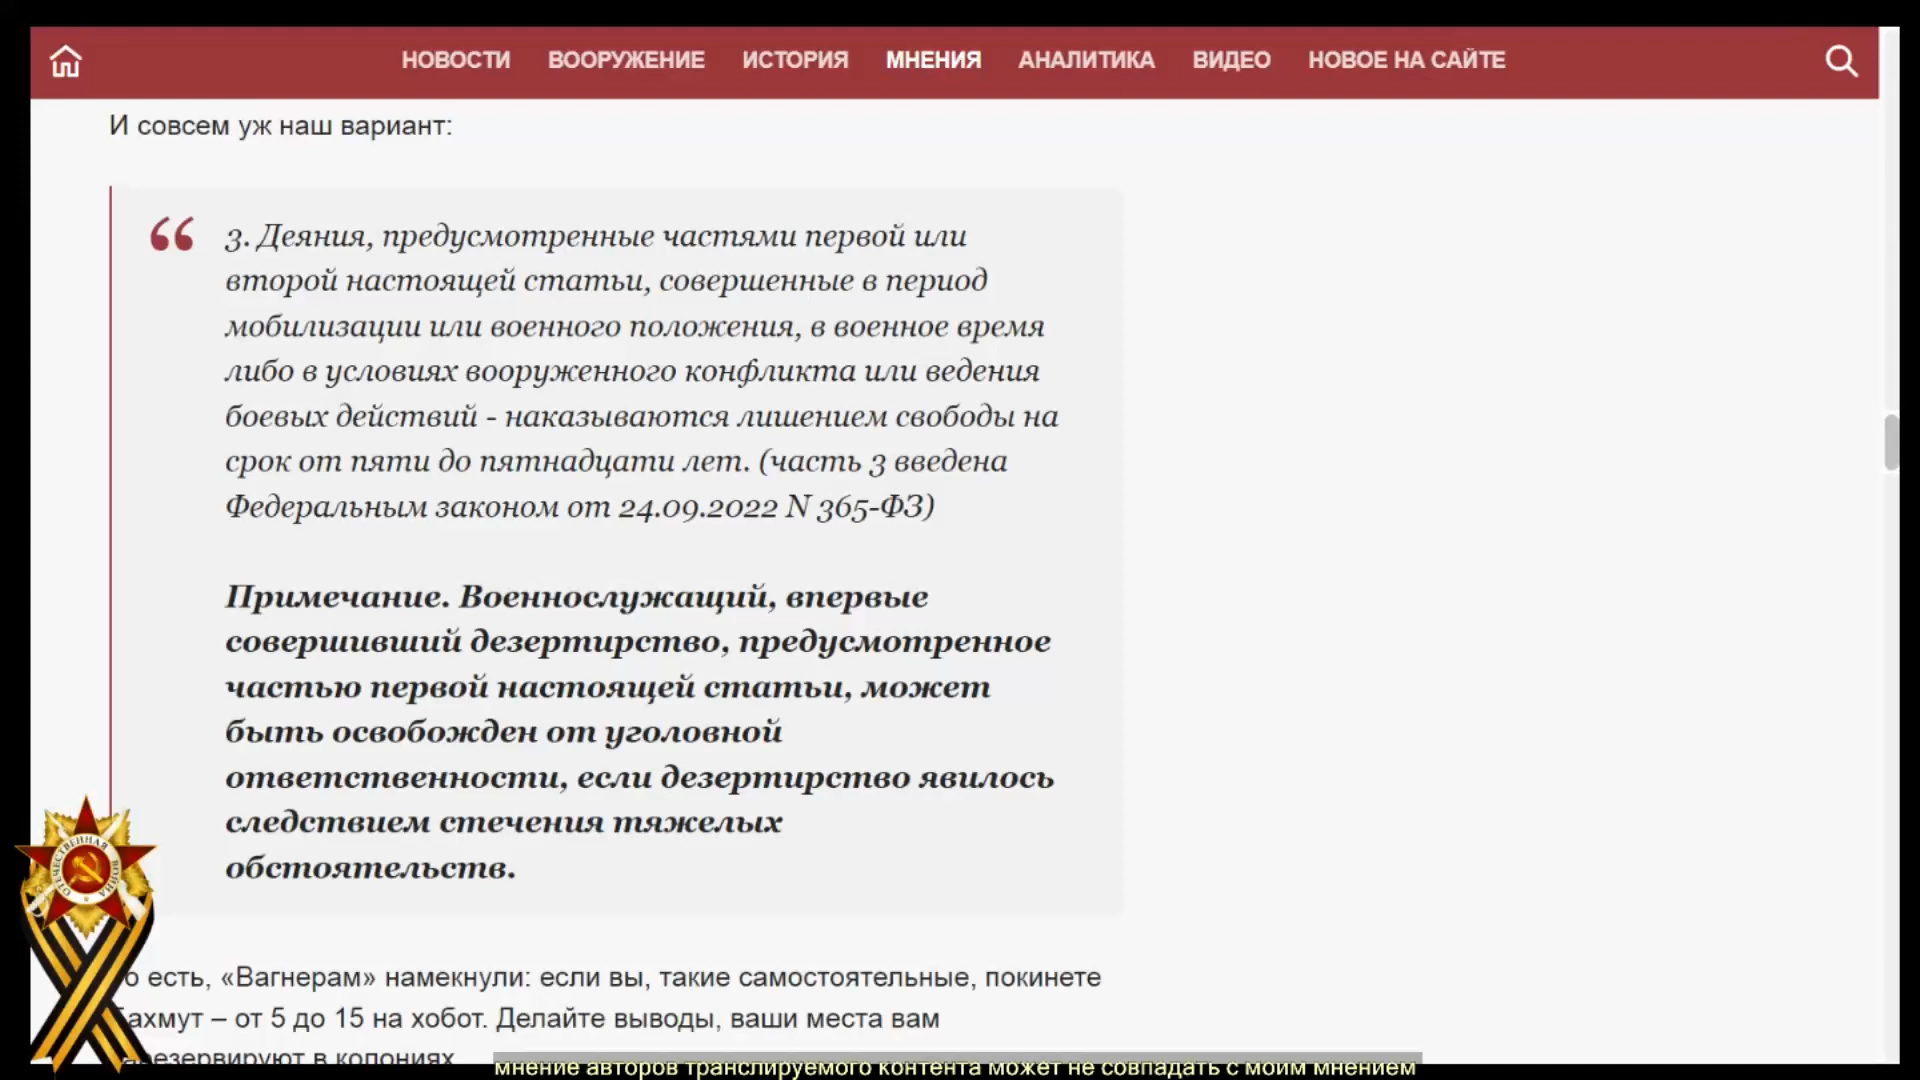 НОВОСТИ ВООРУЖЕНИЕ ИСТОРИЯ МНЕНИЯ АНАЛИТИКА ВИДЕО НОВОЕ НА САЙТЕ
И совсем уж наш вариант:
3. Деяния, предусмотренные частями первой или
второй настоящей статьи, совершенные в период
мобилизации или военного положения, в военное время
либо в условиях вооруженного конфликта или ведения
боевых действий - наказываются лишением свободы на
срок от пяти до пятнадцати лет. (часть 3 введена
Федеральным законом от 24.09.2022 N 365-ФЗ)
Примечание. Военнослужащий, впервые
совершивший дезертирство, предусмотренное
частью первой настоящей статьи, может
быть освобожден от уголовной
ответственности, если дезертирство явилось
следствием стечения тяжелых
обстоятельств.
ОТЕЧЕСТВЕННАЯ ВОЙНА
о есть, «Вагнерам» намекнули: если вы, такие самостоятельные, покинете
ахмут – от 5 до 15 на хобот. Делайте выводы, ваши места вам
резервируют в колониях
мнение авторов транслируемого контента может не совпадать с моим мнением